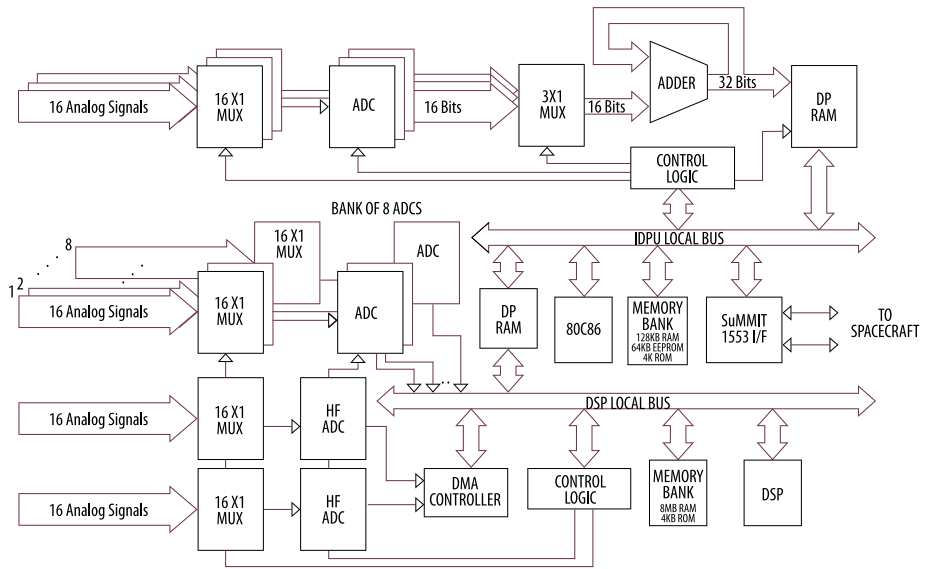 16 Analog Signals
16 X1
MUX
ADC
16 Bits
3X1
MUX
16 Bits
ADDER
32 Bits
DP
RAM
CONTROL
LOGIC
BANK OF 8 ADCS
IDPU LOCAL BUS
8
1 2
16 X1
MUX
ADC
16 Analog Signals
16 X1
MUX
ADC
DP
RAM
80C86
MEMORY
BANK
128KB RAM
64KB EEPROM
4K ROM
SuMMIT
1553 I/F
TO
SPACECRAFT
DSP LOCAL BUS
16 Analog Signals
16 X1
MUX
HF
ADC
16 Analog Signals
16 X1
MUX
HF
ADC
DMA
CONTROLLER
CONTROL
LOGIC
MEMORY
BANK
8MB RAM
4KB ROM
DSP